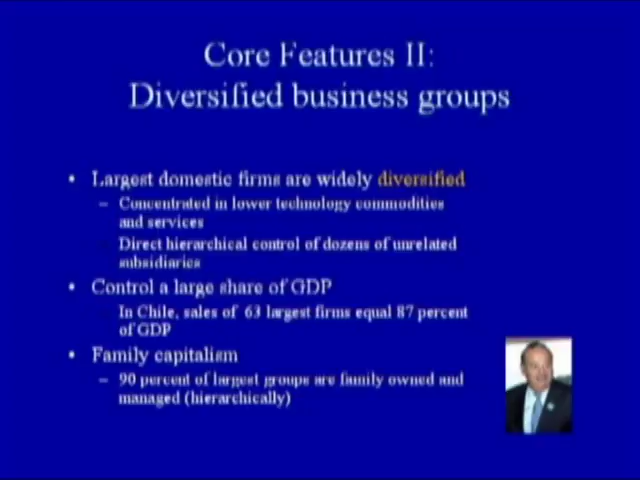 Core Features II:
Diversified business groups
• Largest domestic firms are widely diversified
– Concentrated in lower technology commodities
and services
Direct hierarchical control of dozens of unrelated
subsidiaries
• Control a large share of GDP
In Chile, sales of 63 largest firms equal 87 percent
of GDP
• Family capitalism
– 90 percent of largest groups are family owned and
managed (hierarchically)